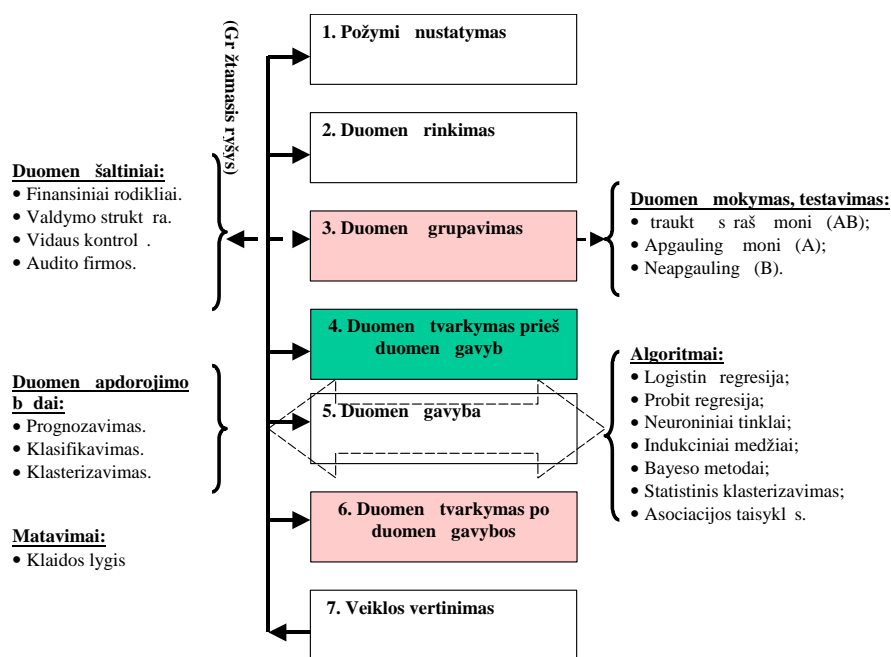 (Gr žtamasis ryšys)
1. Požymi nustatymas
2. Duomen rinkimas
3. Duomen grupavimas
4. Duomen tvarkymas prieš
duomen gavyb
5. Duomen gavyba
6. Duomen tvarkymas po
duomen gavybos
7. Veiklos vertinimas
Duomen šaltiniai:
• Finansiniai rodikliai.
• Valdymo strukt ra.
• Vidaus kontrol .
• Audito firmos.
Duomen apdorojimo
b dai:
• Prognozavimas.
• Klasifikavimas.
• Klasterizavimas.
Matavimai:
• Klaidos lygis
Duomen mokymas, testavimas:
• traukt s raš moni (AB);
• Apgauling moni (A);
• Neapgauling (B).
Algoritmai:
• Logistin regresija;
• Probit regresija;
• Neuroniniai tinklai;
• Indukciniai medžiai;
• Bayeso metodai;
• Statistinis klasterizavimas;
• Asociacijos taisykl s.